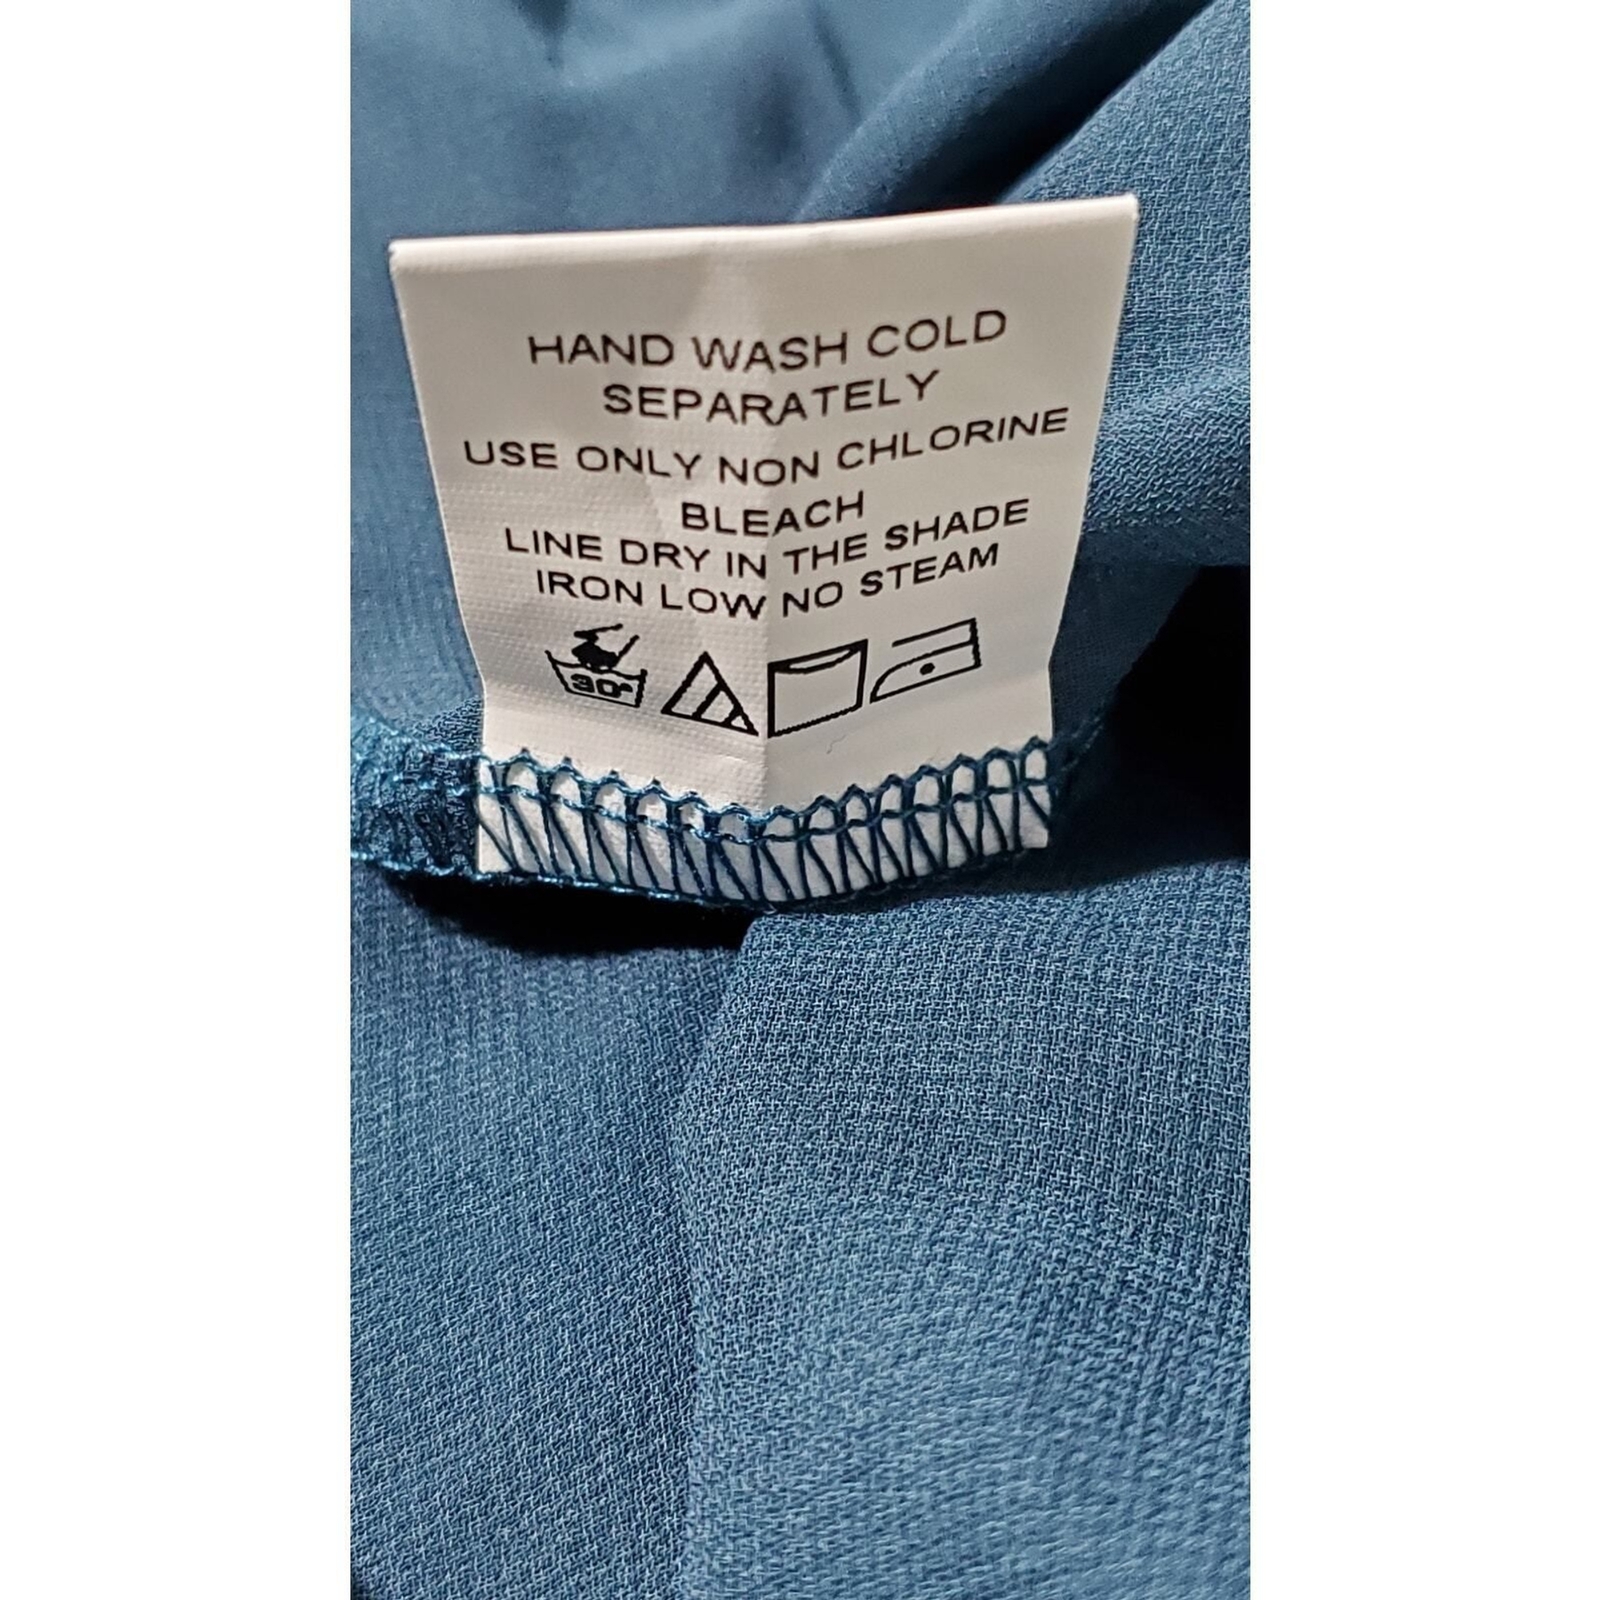 HAND WASH COLD
SEPARATELY
USE ONLY NON CHLORINE
BLEACH
LINE DRY IN THE SHADE
IRON LOW NO STEAM
30°